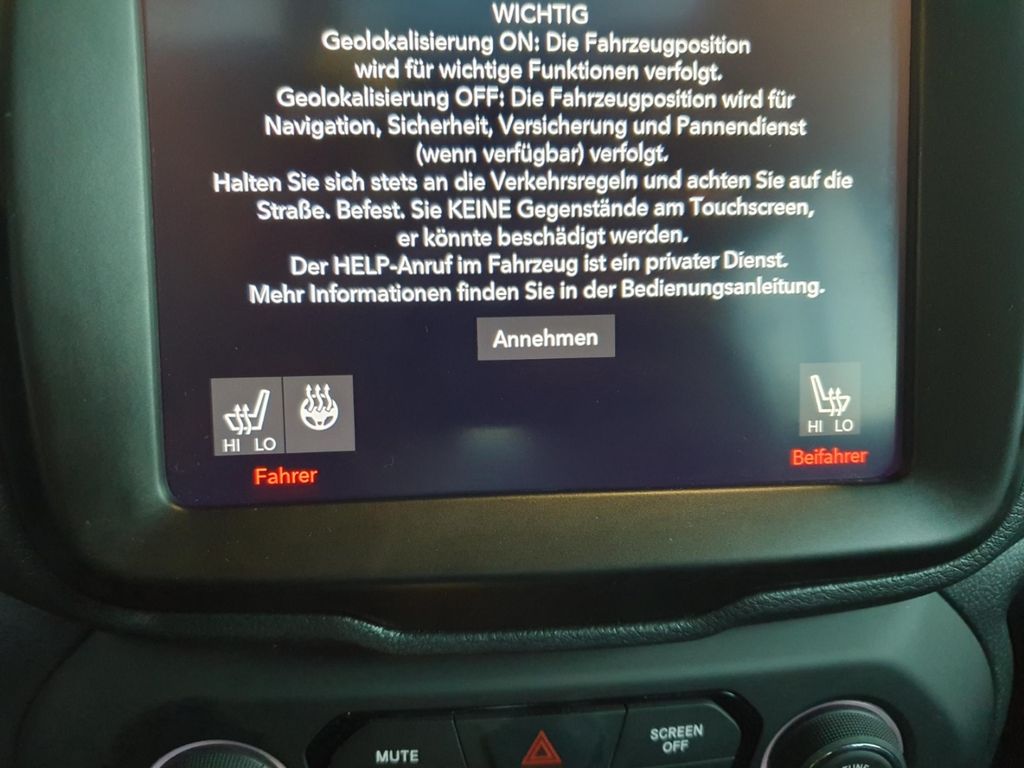 WICHTIG
Geolokalisierung ON: Die Fahrzeugposition
wird für wichtige Funktionen verfolgt.
Geolokalisierung OFF: Die Fahrzeugposition wird für
Navigation, Sicherheit, Versicherung und Pannendienst
(wenn verfügbar) verfolgt.
Halten Sie sich stets an die Verkehrsregeln und achten Sie auf die
Straße. Befest. Sie KEINE Gegenstände am Touchscreen,
er könnte beschädigt werden.
Der HELP-Anruf im Fahrzeug ist ein privater Dienst.
Mehr Informationen finden Sie in der Bedienungsanleitung.
Annehmen
HI LO
HI LO
Fahrer
Beifahrer
MUTE
SCREEN
OFF